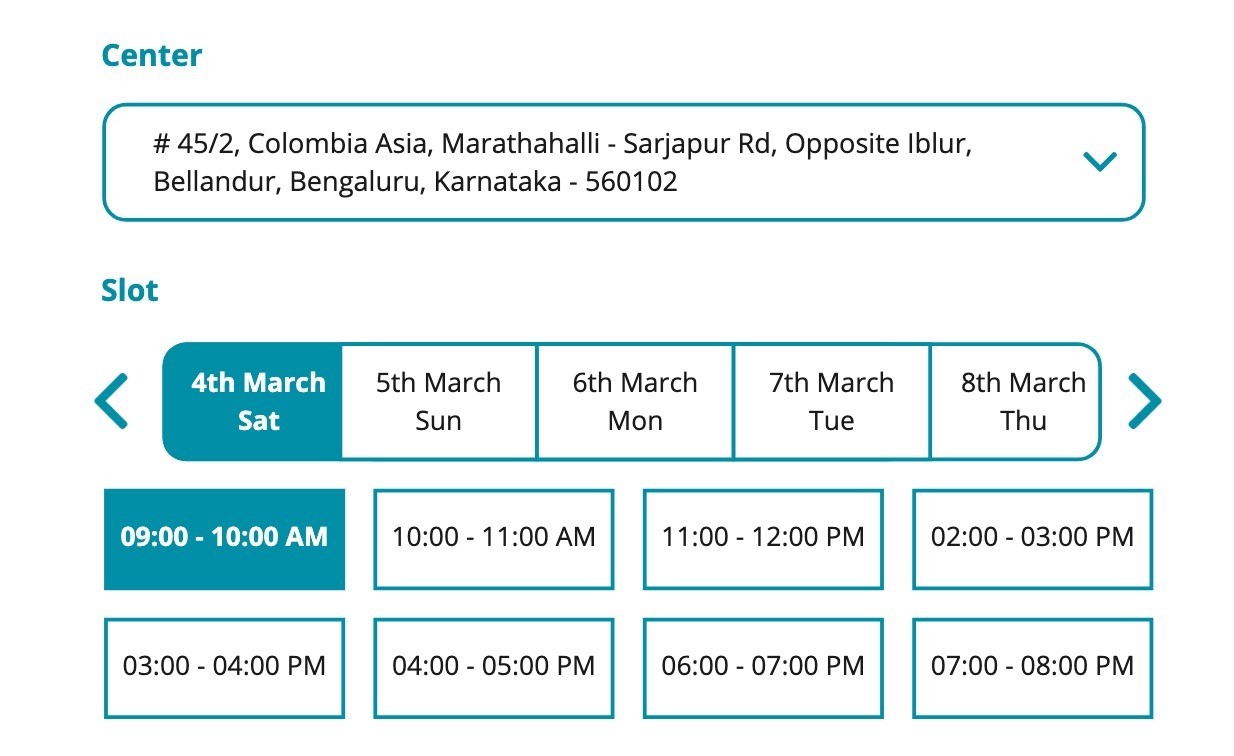 Center
# 45/2, Colombia Asia, Marathahalli - Sarjapur Rd, Opposite Iblur,
Bellandur, Bengaluru, Karnataka - 560102
Slot
4th March 5th March 6th March 7th March 8th March
Sat Sun Mon Tue Thu
09:00 - 10:00 AM 10:00 - 11:00 AM 11:00 - 12:00 PM 02:00 - 03:00 PM
03:00 - 04:00 PM 04:00 - 05:00 PM 06:00 - 07:00 PM 07:00 - 08:00 PM